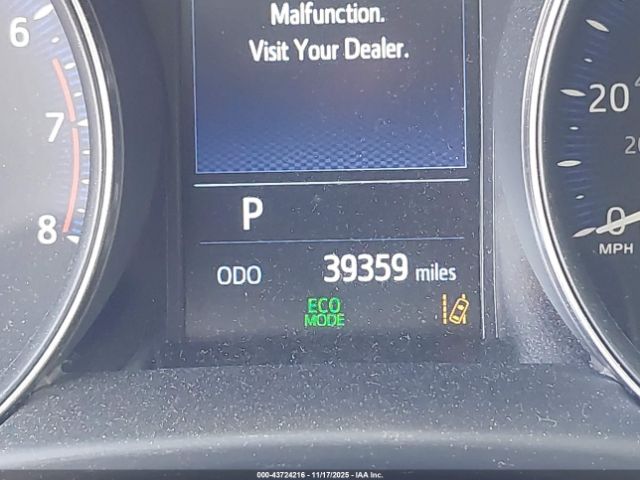 Malfunction.
Visit Your Dealer.
6
7
8
20
0
MPH
P
ODO 39359 miles
ECO
MODE
000-43724216 - 11/17/2025 - IAA Inc.